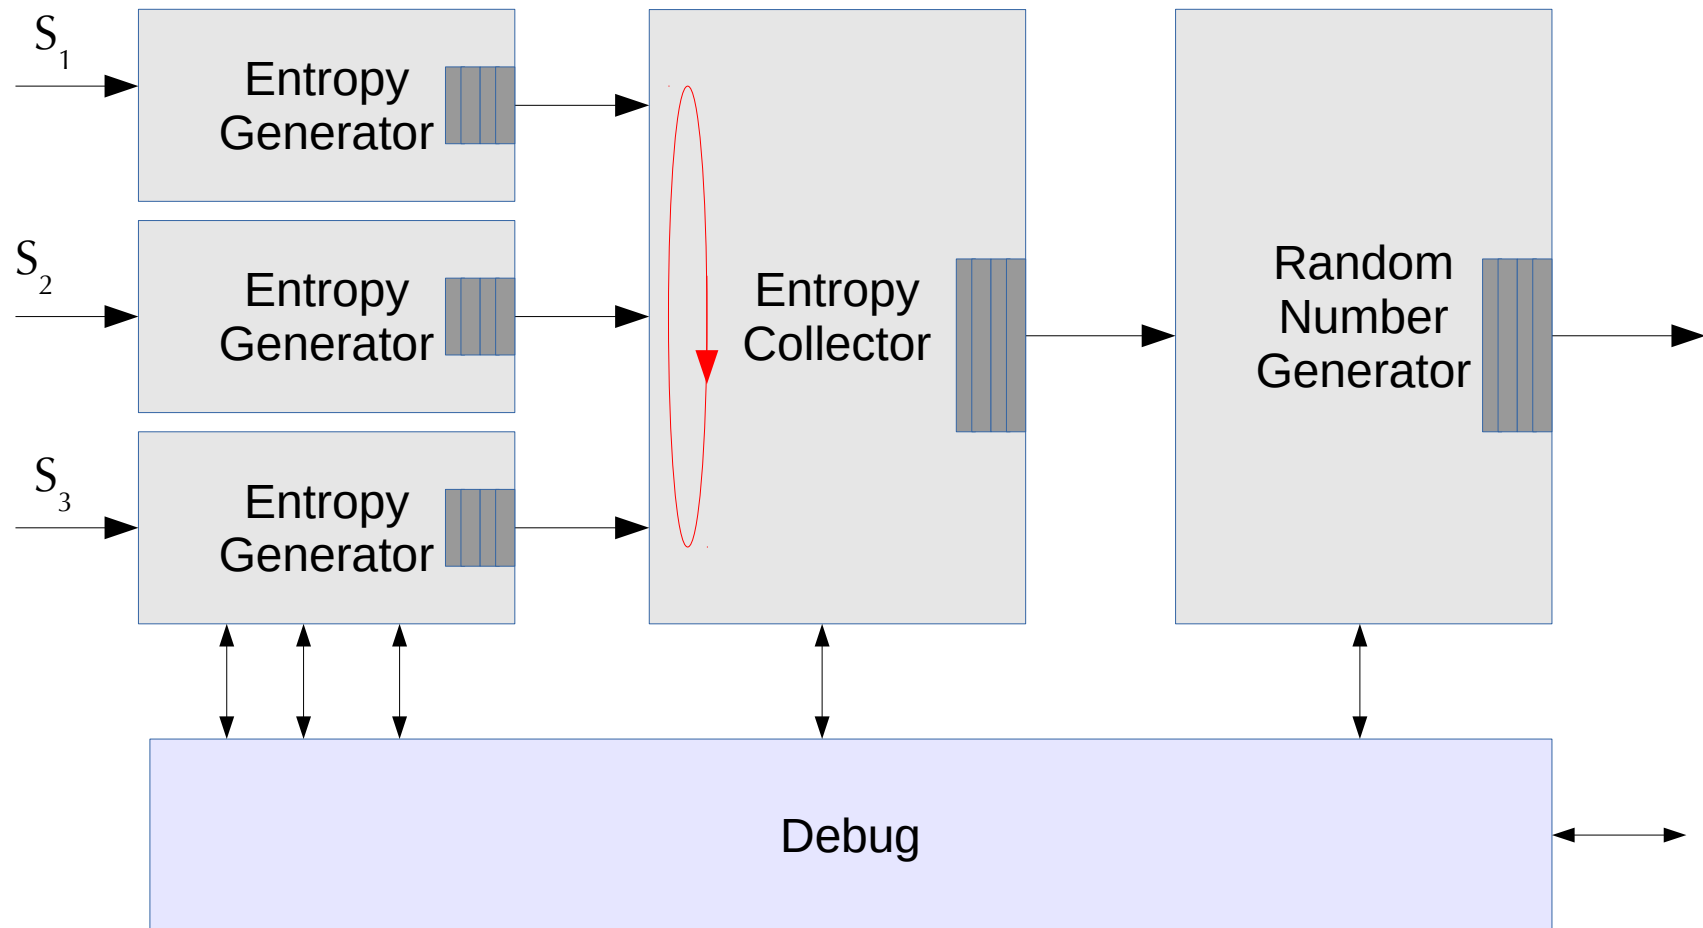 S1
Entropy
Generator
S2
Entropy
Generator
S3
Entropy
Generator
Entropy
Collector
Random
Number
Generator
Debug